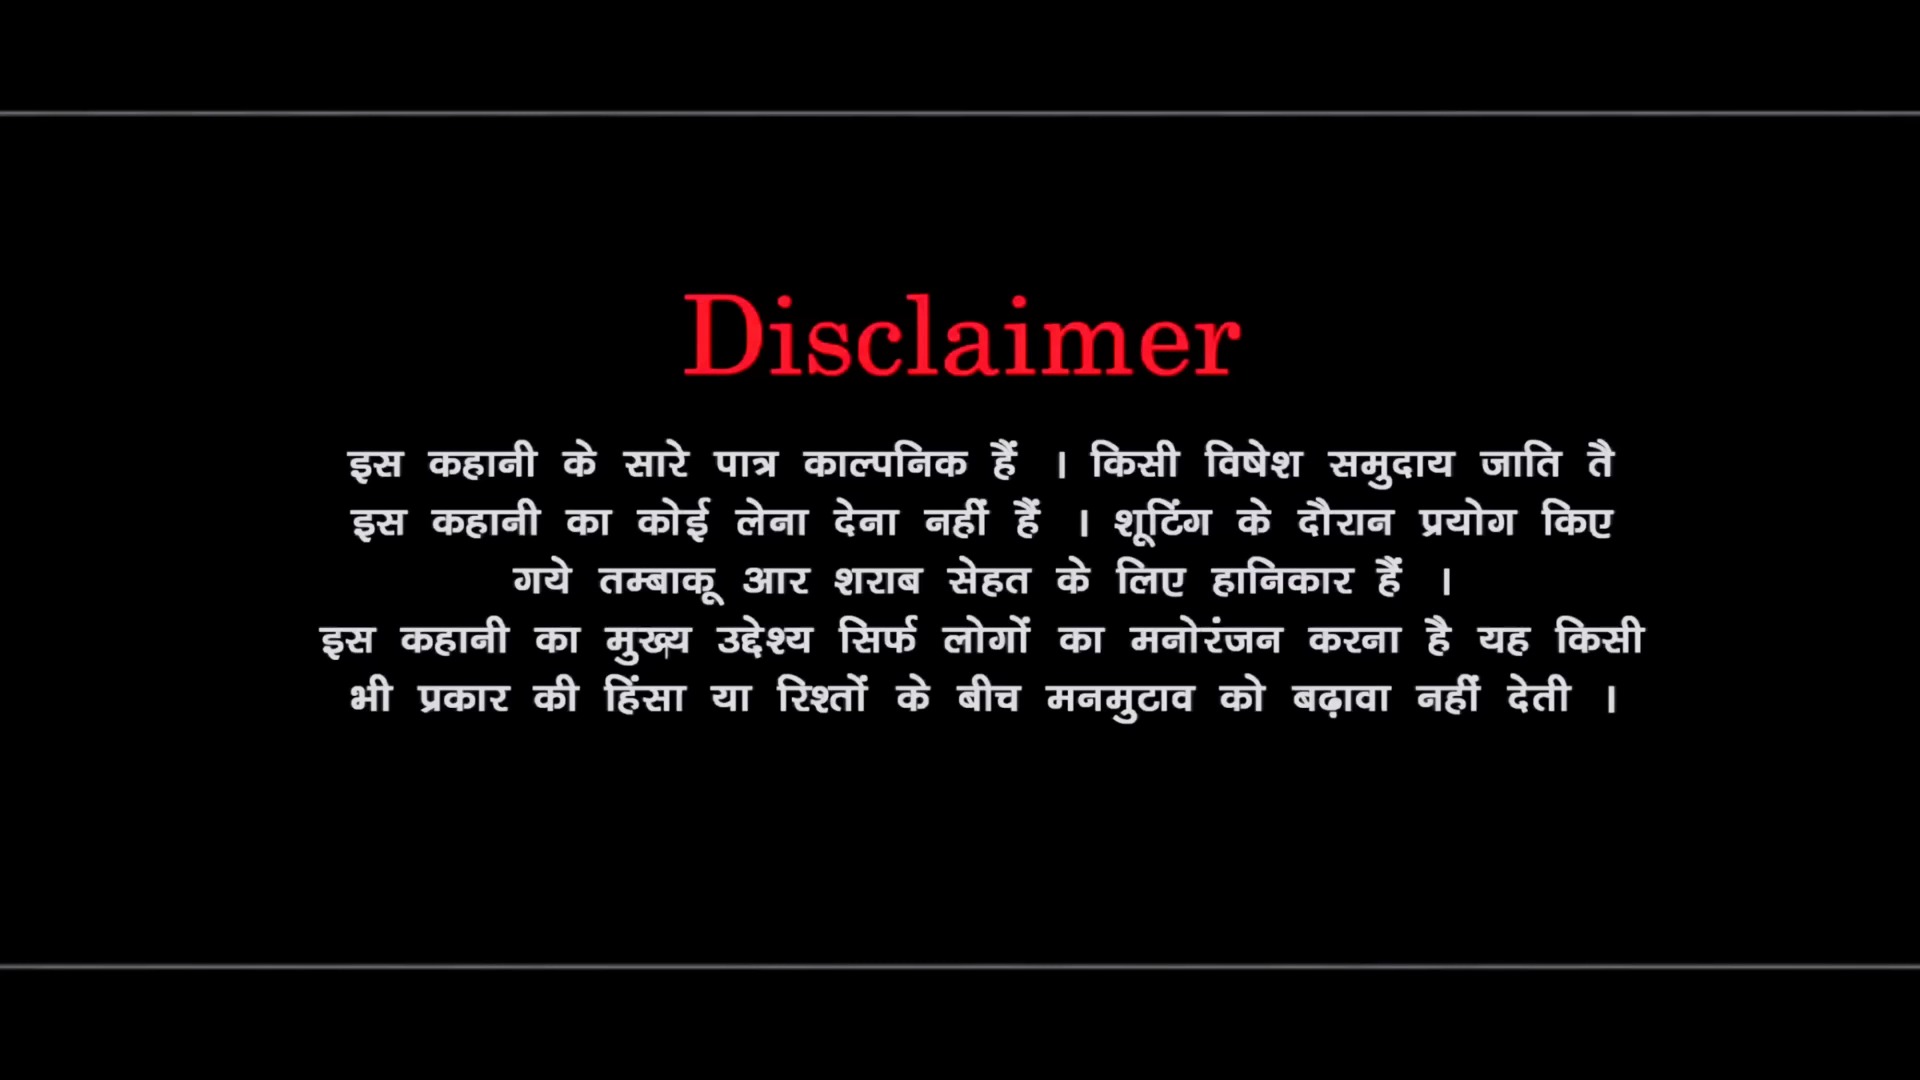 Disclaimer
इस कहानी के सारे पात्र काल्पनिक हैं । किसी विषेश समुदाय जाति तै
इस कहानी का कोई लेना देना नहीं हैं । शूटिंग के दौरान प्रयोग किए
गये तम्बाकू आर शराब सेहत के लिए हानिकार हैं ।
इस कहानी का मुख्य उद्देश्य सिर्फ लोगों का मनोरंजन करना है यह किसी
भी प्रकार की हिंसा या रिश्तों के बीच मनमुटाव को बढ़ावा नहीं देती ।